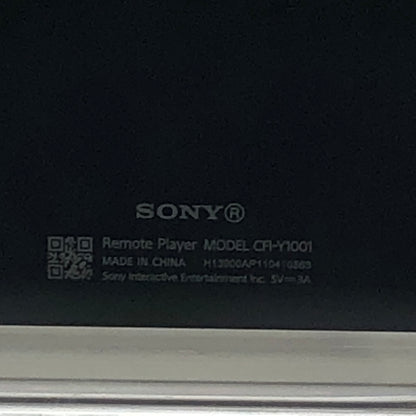 SONY®
Remote Player MODEL CFI-Y1001
MADE IN CHINA
Sony Interactive Entertainment Inc. 5V⎓3A